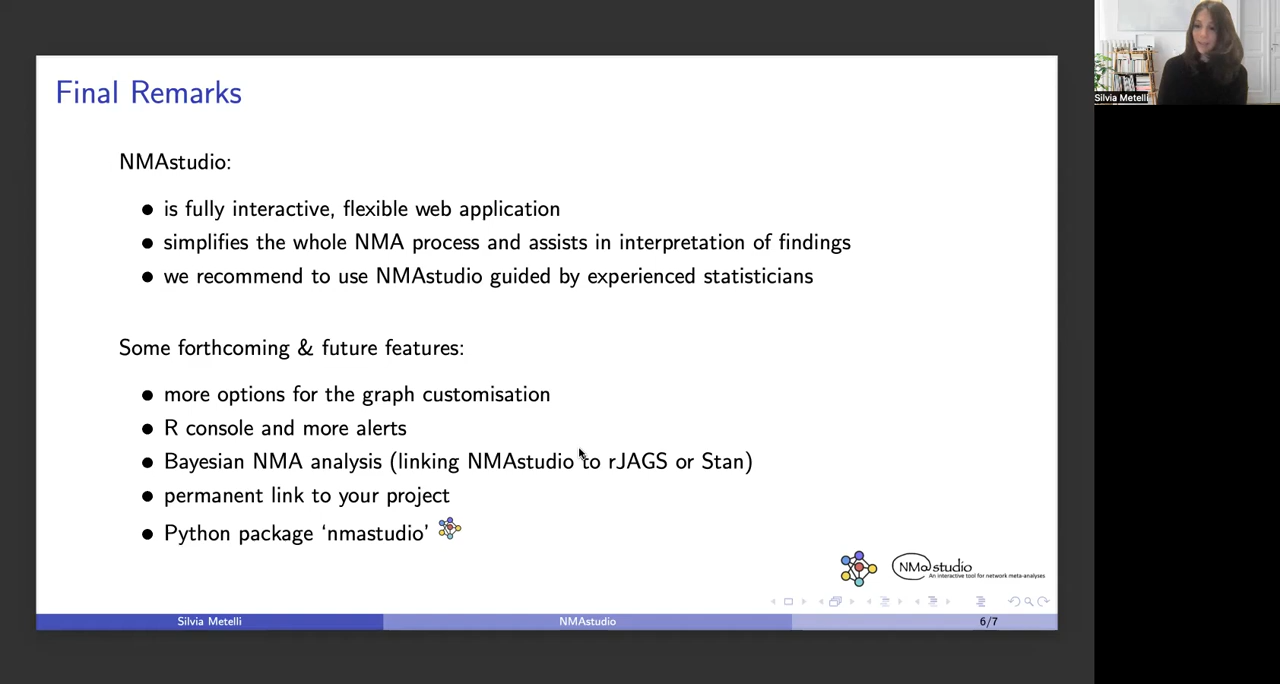 Silvia Metelli
Final Remarks
NMAstudio:
• is fully interactive, flexible web application
• simplifies the whole NMA process and assists in interpretation of findings
• we recommend to use NMAstudio guided by experienced statisticians
Some forthcoming & future features:
• more options for the graph customisation
• R console and more alerts
• Bayesian NMA analysis (linking NMAstudio to rJAGS or Stan)
• permanent link to your project
• Python package ‘nmastudio’
NMAstudio
An interactive tool for network meta-analyses
Silvia Metelli NMAstudio 6/7